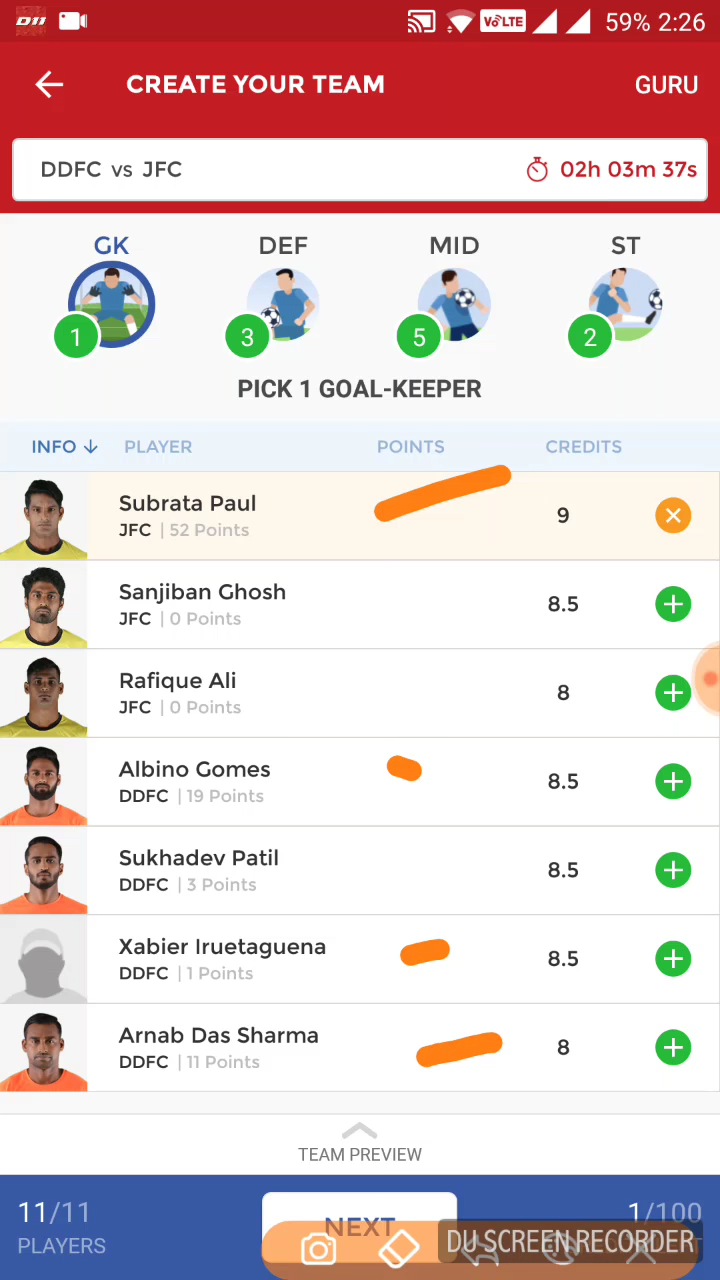 D11 VoLTE 59% 2:26
CREATE YOUR TEAM GURU
DDFC vs JFC 02h 03m 37s
GK DEF MID ST
1 3 5 2
PICK 1 GOAL-KEEPER
INFO PLAYER POINTS CREDITS
Subrata Paul
JFC | 52 Points 9
Sanjiban Ghosh
JFC | 0 Points 8.5
Rafique Ali
JFC | 0 Points 8
Albino Gomes
DDFC | 19 Points 8.5
Sukhadev Patil
DDFC | 3 Points 8.5
Xabier Iruetaguena
DDFC | 1 Points 8.5
Arnab Das Sharma
DDFC | 11 Points 8
TEAM PREVIEW
11/11 NEXT 1/100
PLAYERS
DU SCREEN RECORDER